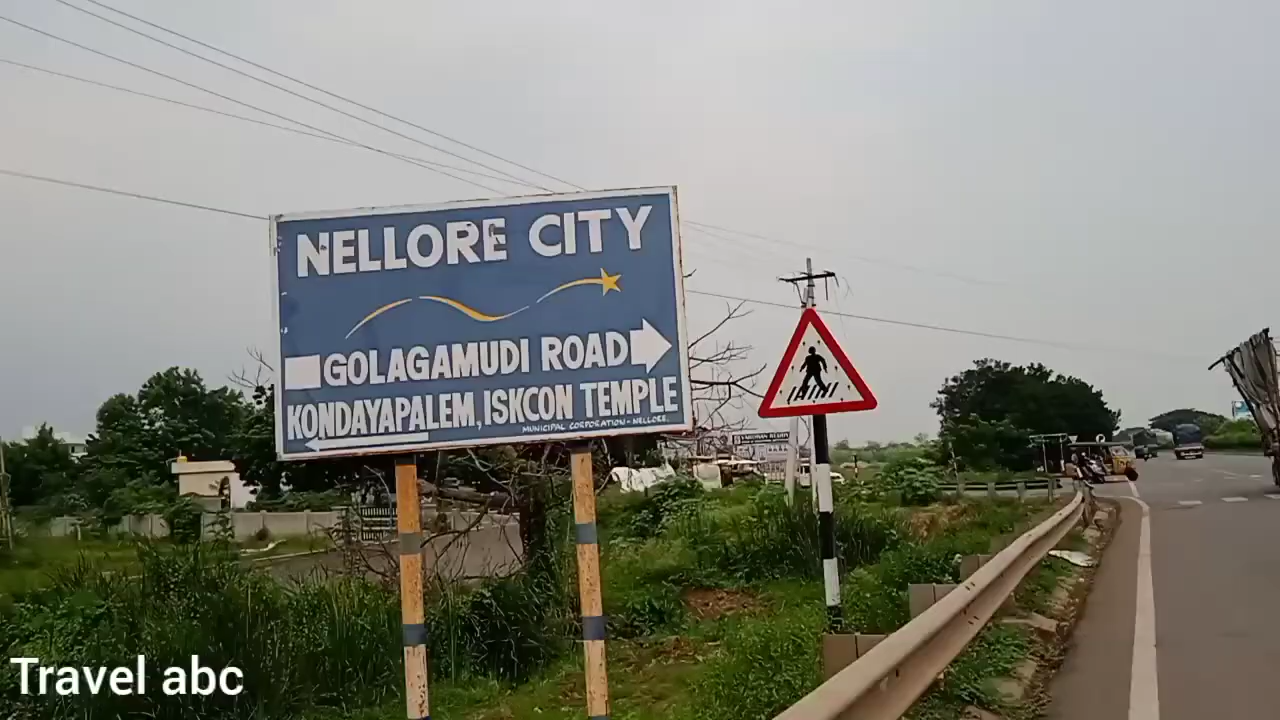 NELLORE CITY
GOLAGAMUDI ROAD
KONDAYAPALEM, ISKCON TEMPLE
MUNICIPAL CORPORATION - NELLORE.
Travel abc